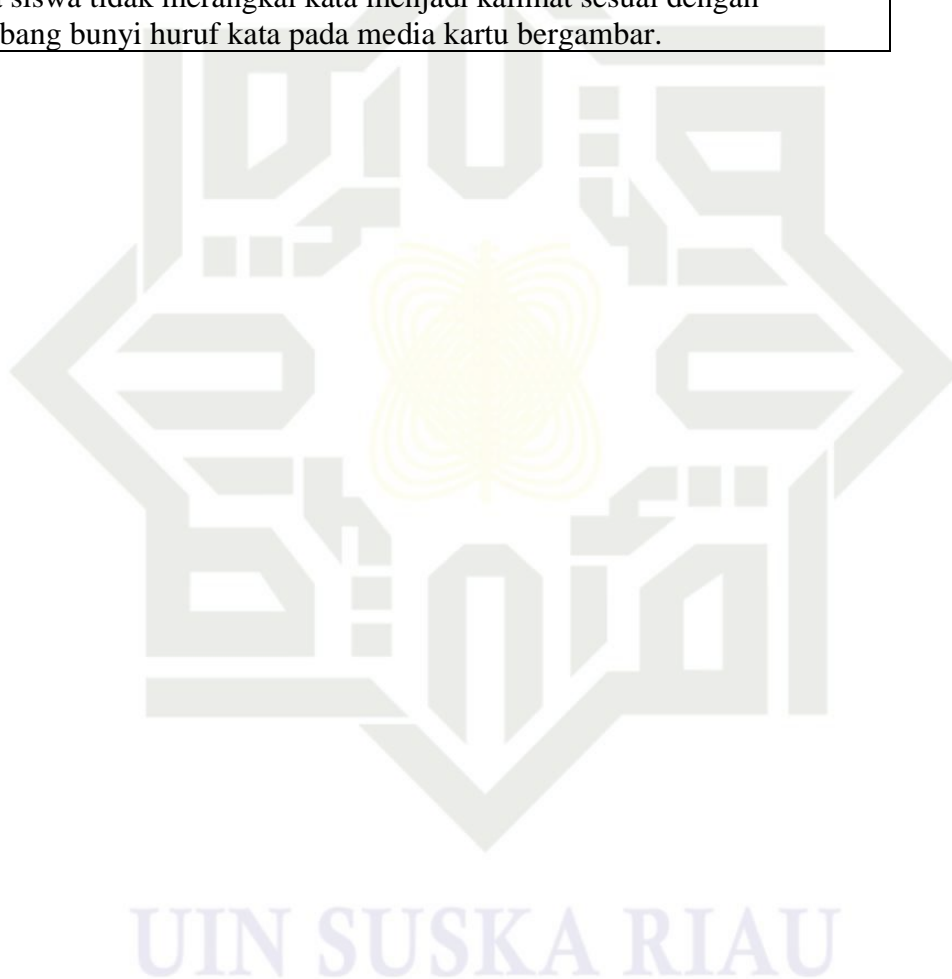 siswa tidak merangkai kata menjadi kalimat sesuai dengan
bang bunyi huruf kata pada media kartu bergambar.
UIN SUSKA RIAU